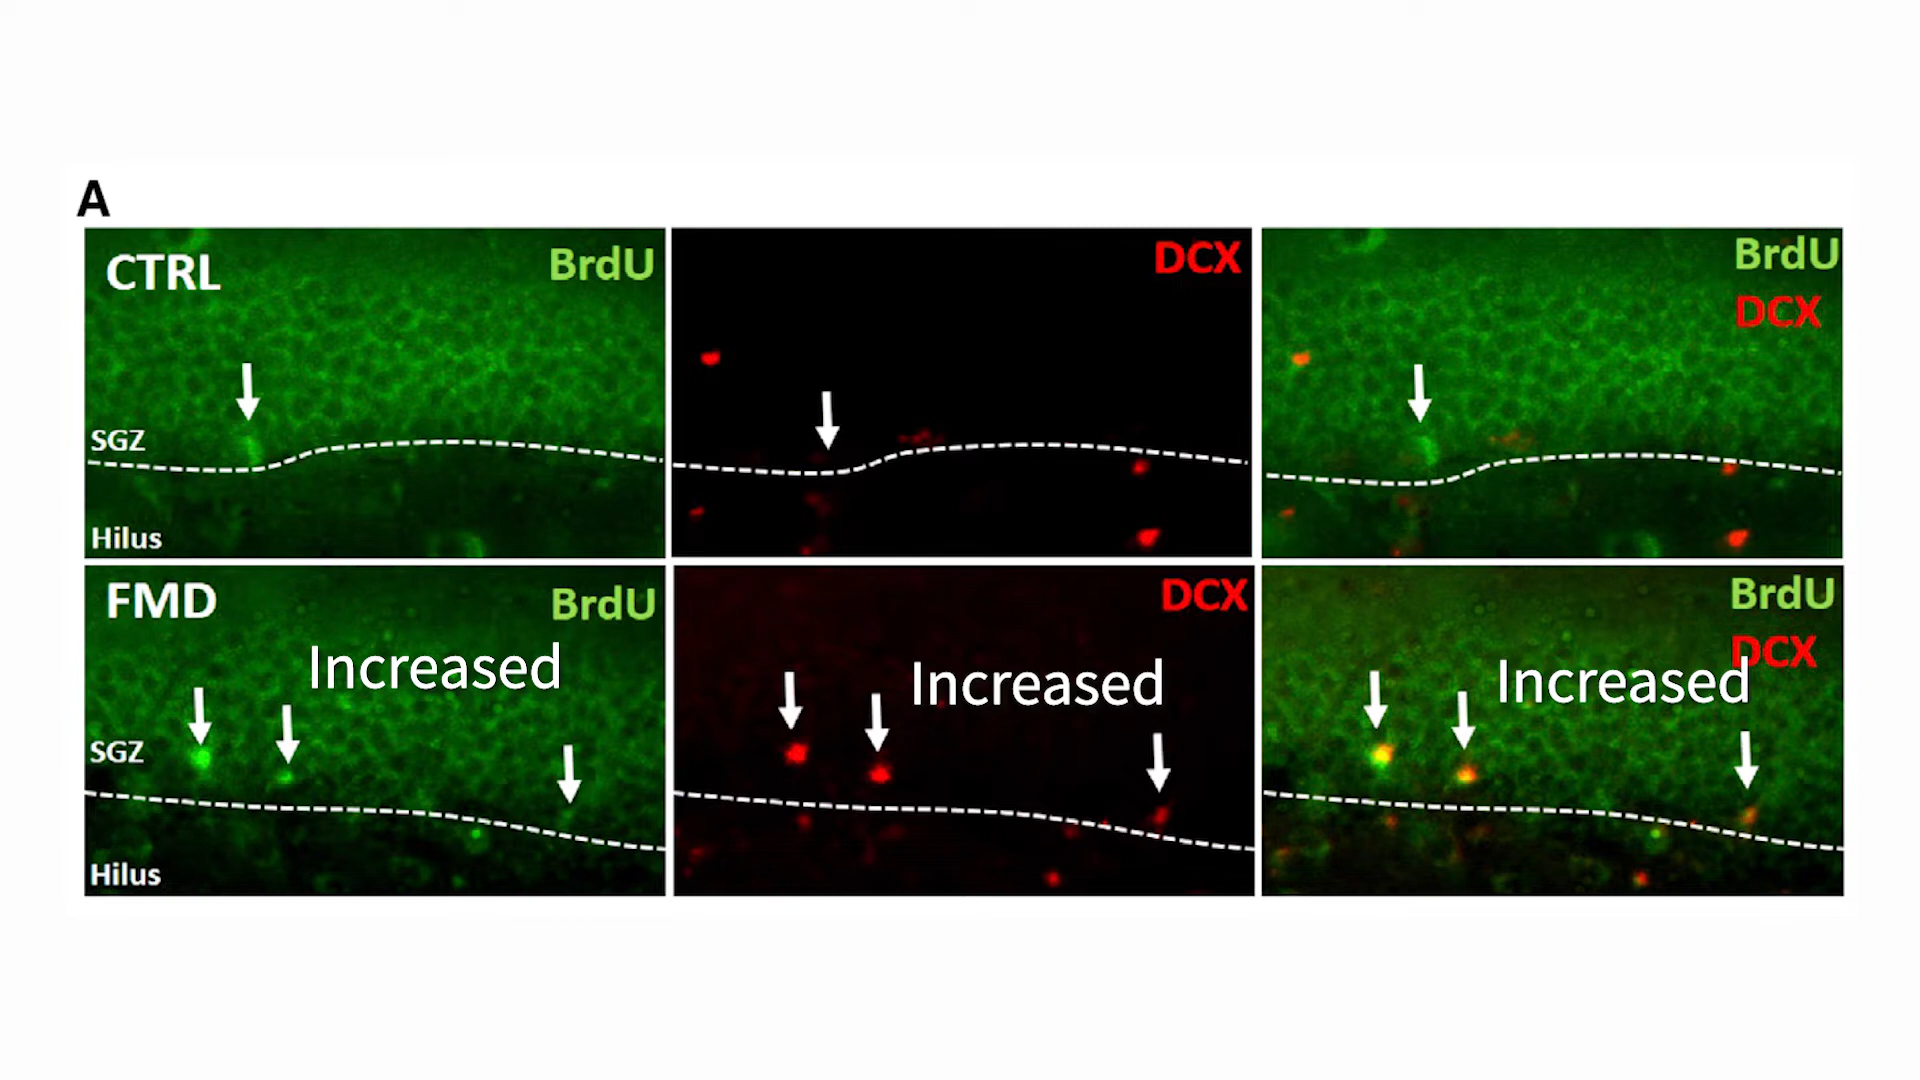 A
CTRL
BrdU
DCX
BrdU
DCX
SGZ
Hilus
FMD
BrdU
DCX
BrdU
DCX
Increased
Increased
Increased
SGZ
Hilus